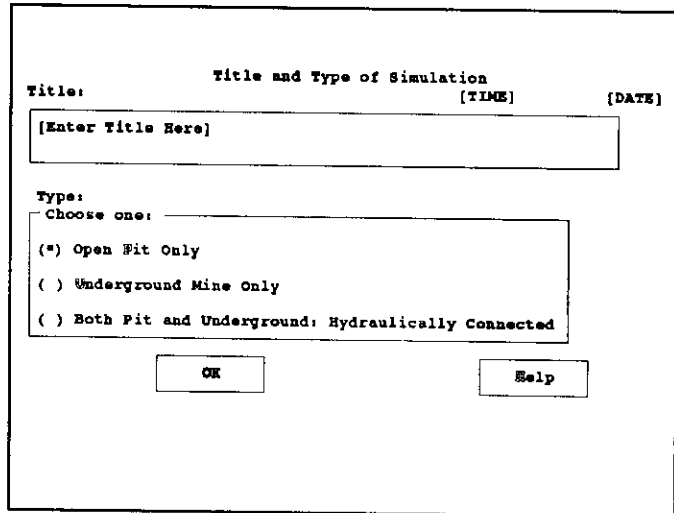 Title and Type of Simulation
Title: [TIME] [DATE]
[Enter Title Here]
Type:
Choose one:
(•) Open Pit Only
( ) Underground Mine Only
( ) Both Pit and Underground: Hydraulically Connected
OK Help